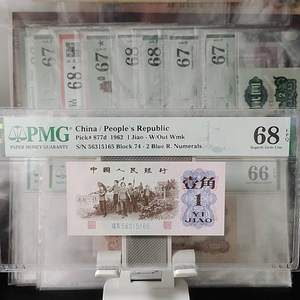 67
68
68
PMG
PAPER MONEY GUARANTY
China / People's Republic
Pick# 877d 1962 1 Jiao - W/Out Wmk
S/N 56315165 Block 74 - 2 Blue R. Numerals
68
EPQ
Superb Gem Unc
中国人民银行
壹角
1
YI
JIAO
56315165
66